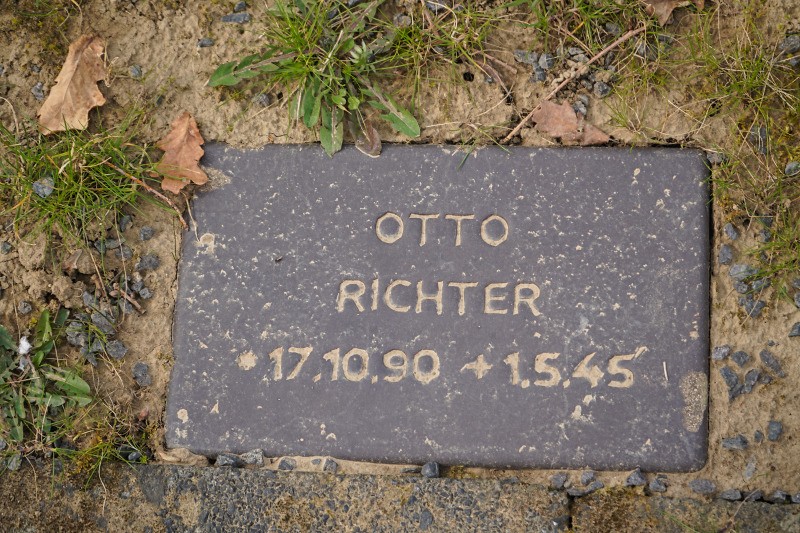 OTTO
RICHTER
* 17.10.90 + 1.5.45